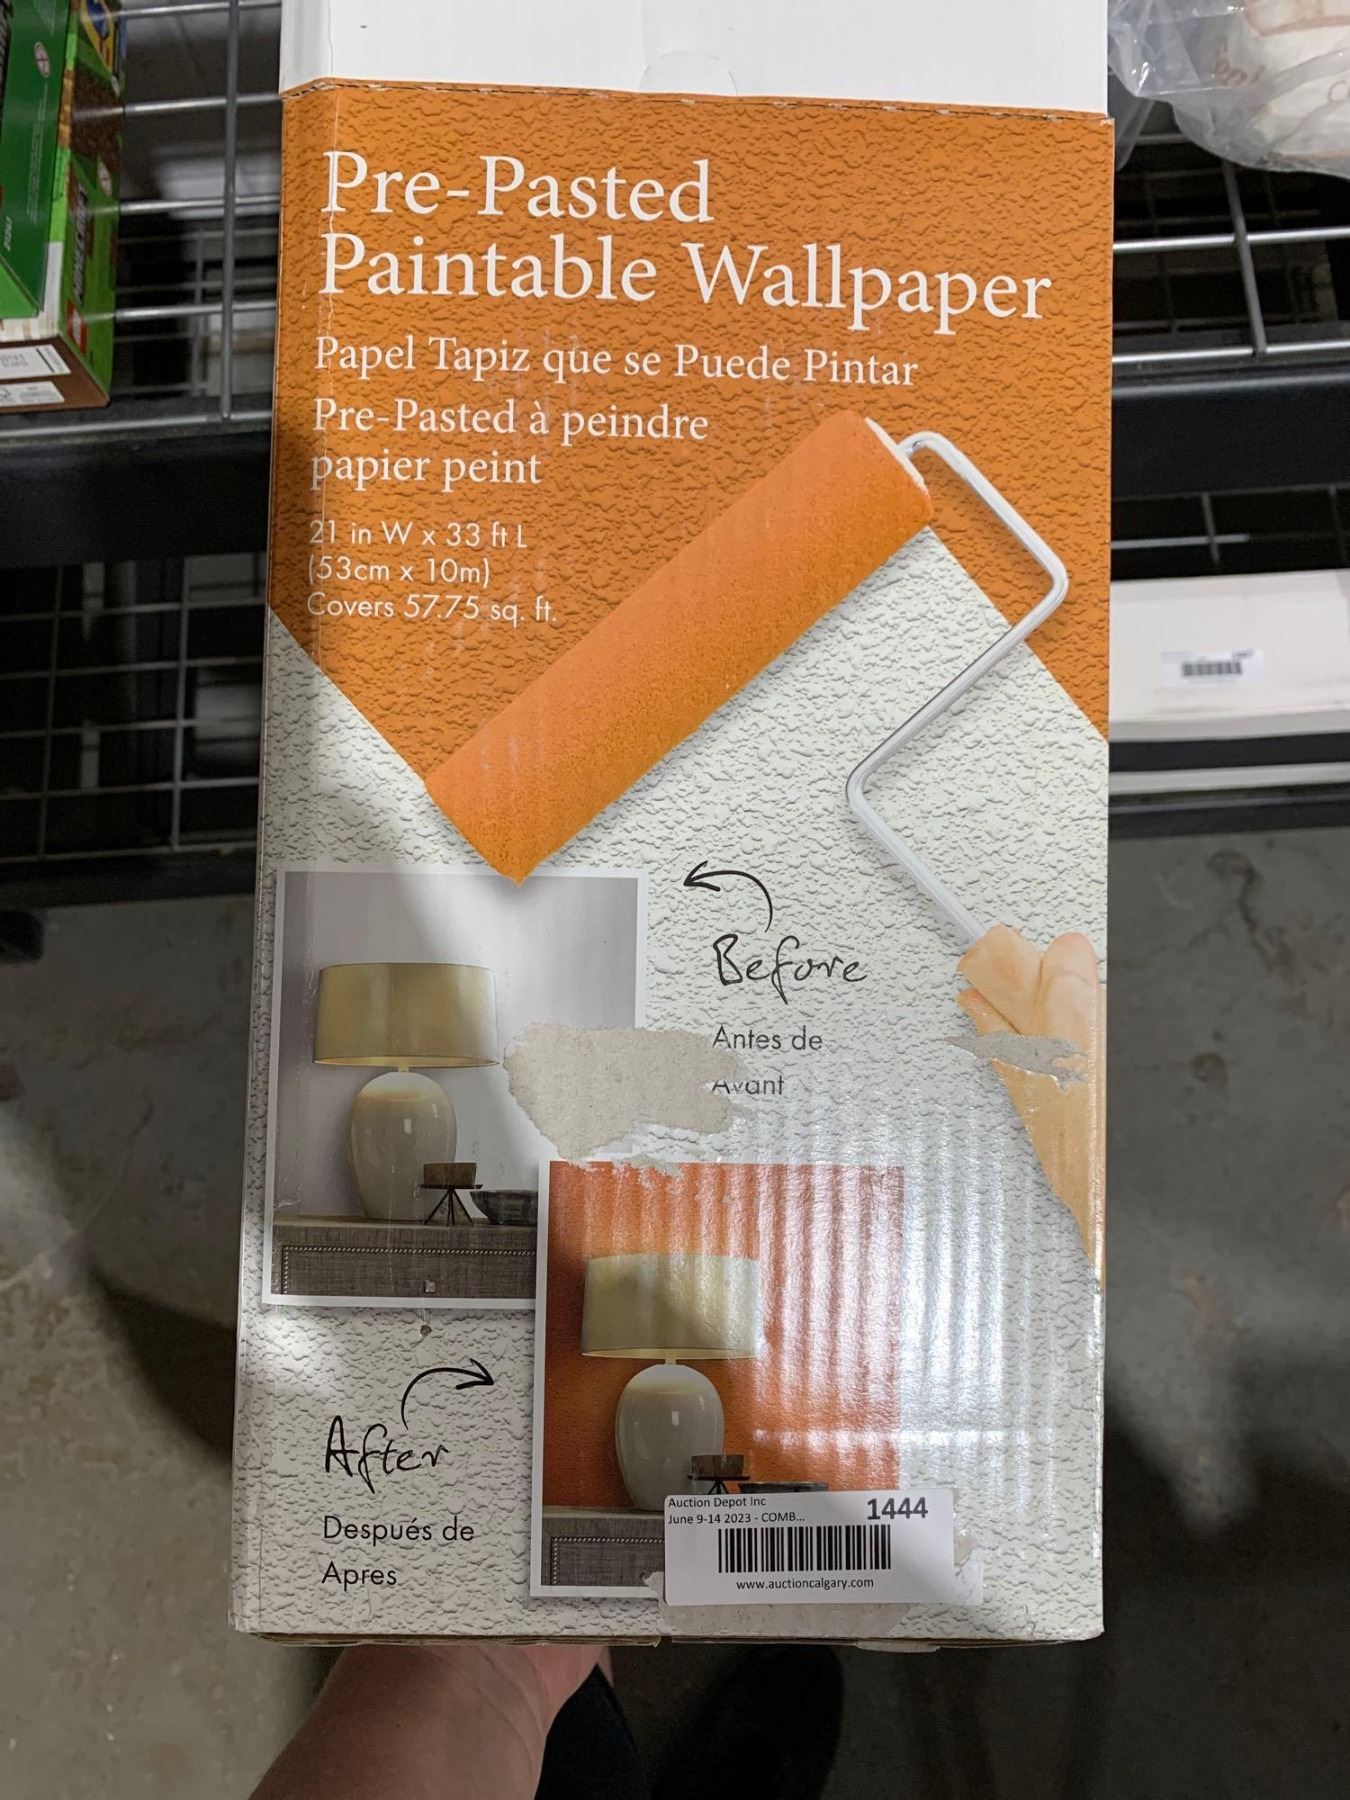 Pre-Pasted
Paintable Wallpaper
Papel Tapiz que se Puede Pintar
Pre-Pasted à peindre
papier peint
21 in W x 33 ft L
(53cm x 10m)
Covers 57.75 sq. ft.
Before
Antes de
Avant
After
Después de
Apres
Auction Depot Inc
June 9-14 2023 - COMB...
1444
www.auctioncalgary.com